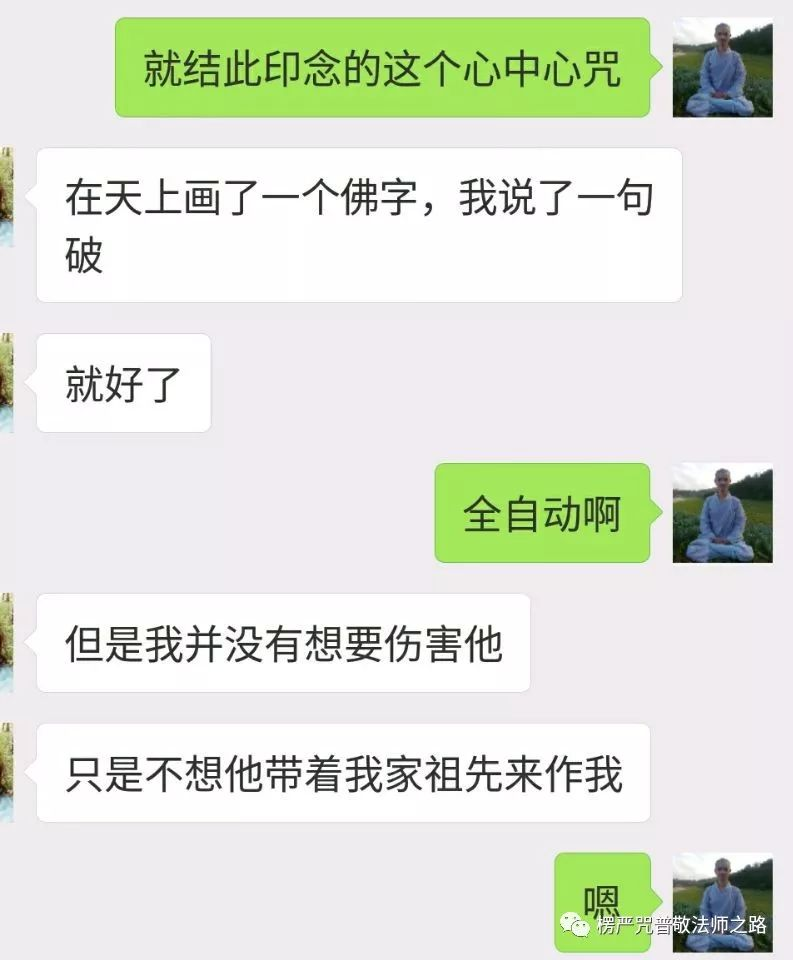 就结此印念的这个心中心咒
在天上画了一个佛字，我说了一句
破
就好了
全自动啊
但是我并没有想要伤害他
只是不想他带着我家祖先来作我
嗯
楞严咒普敬法师之路